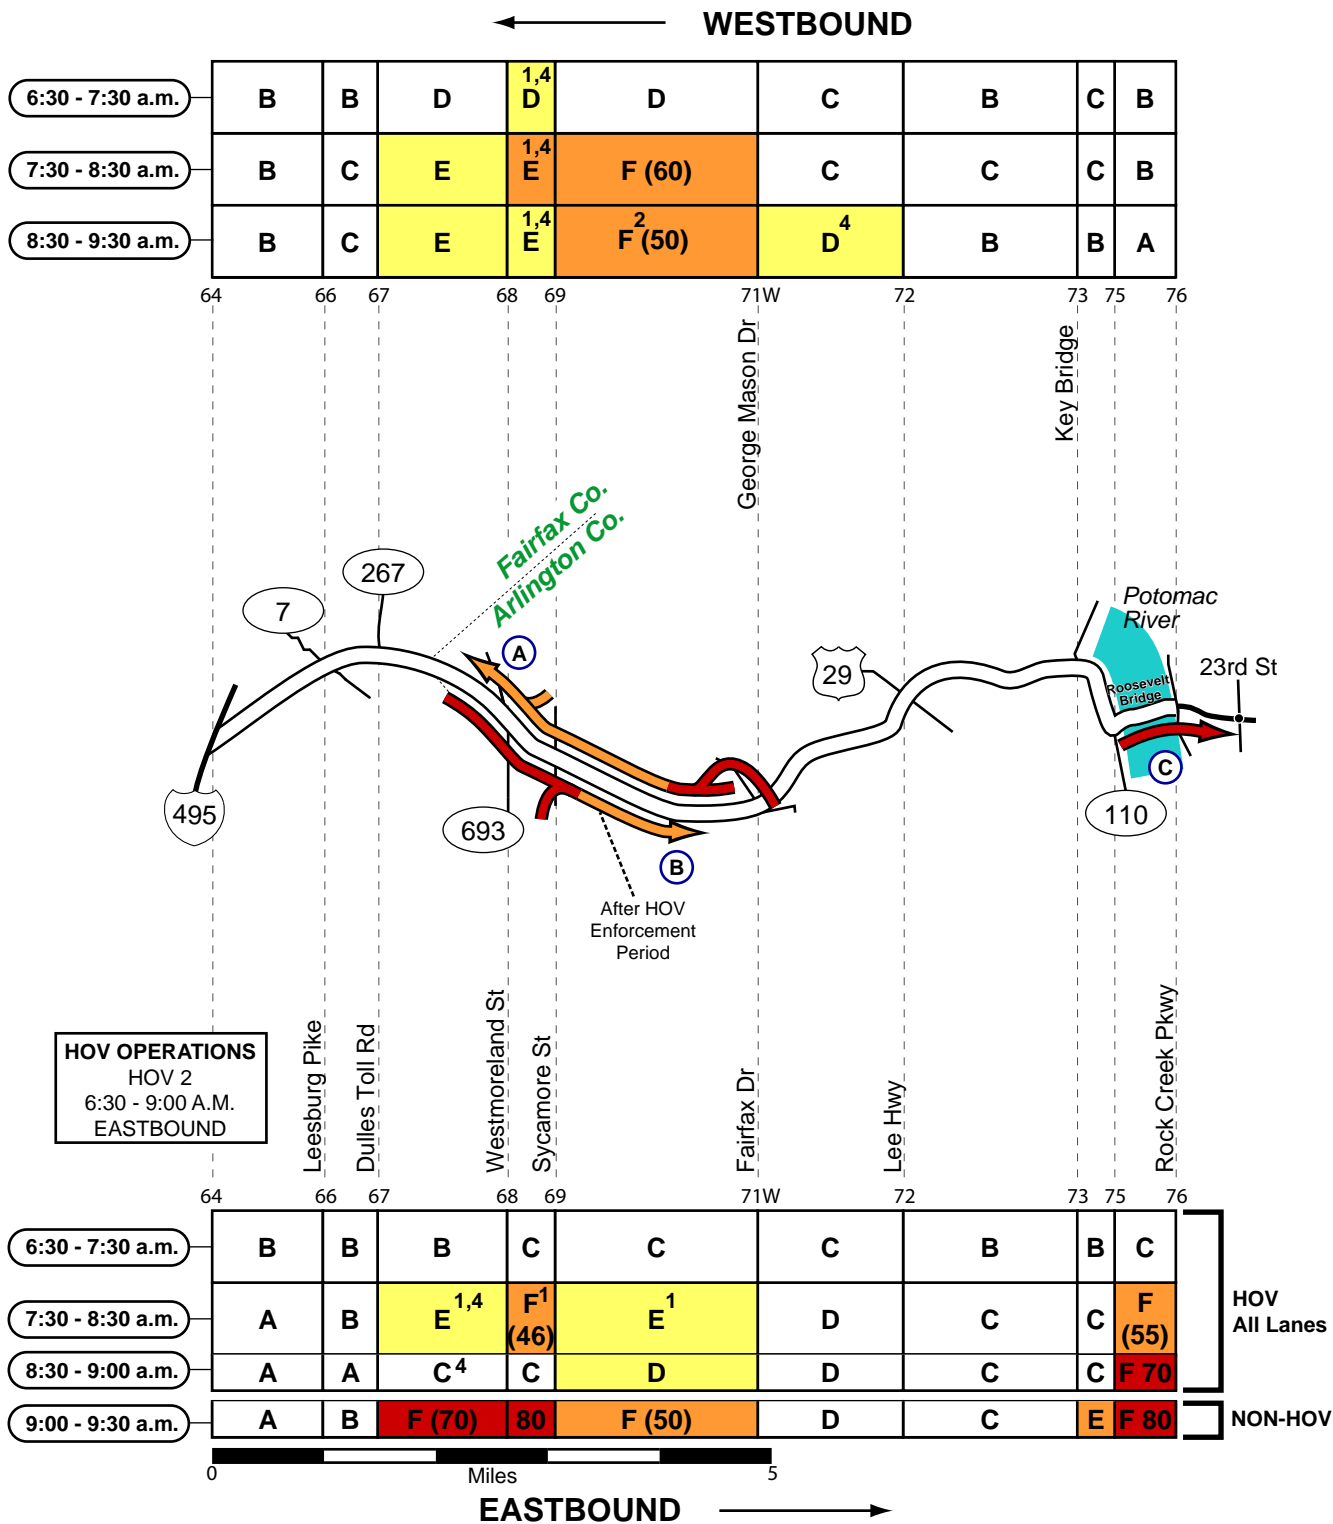 WESTBOUND
6:30 - 7:30 a.m. B B D D 1,4 D C B C B
7:30 - 8:30 a.m. B C E E 1,4 F (60) C C C B
8:30 - 9:30 a.m. B C E E 1,4 F 2 (50) D 4 B B A
64 66 67 68 69 71W 72 73 75 76
George Mason Dr
Key Bridge
Fairfax Co.
Arlington Co.
267
7
A
Potomac
River
29
23rd St
Roosevelt
Bridge
C
495
693
110
B
After HOV
Enforcement
Period
HOV OPERATIONS
HOV 2
6:30 - 9:00 A.M.
EASTBOUND
Leesburg Pike
Dulles Toll Rd
Westmoreland St
Sycamore St
Fairfax Dr
Lee Hwy
Rock Creek Pkwy
64 66 67 68 69 71W 72 73 75 76
6:30 - 7:30 a.m. B B B C C C B B C
7:30 - 8:30 a.m. A B E 1,4 F 1 (46) E 1 D C C F (55)
HOV
All Lanes
8:30 - 9:00 a.m. A A C 4 C D D C C F 70
9:00 - 9:30 a.m. A B F (70) 80 F (50) D C E F 80
NON-HOV
0 Miles 5
EASTBOUND